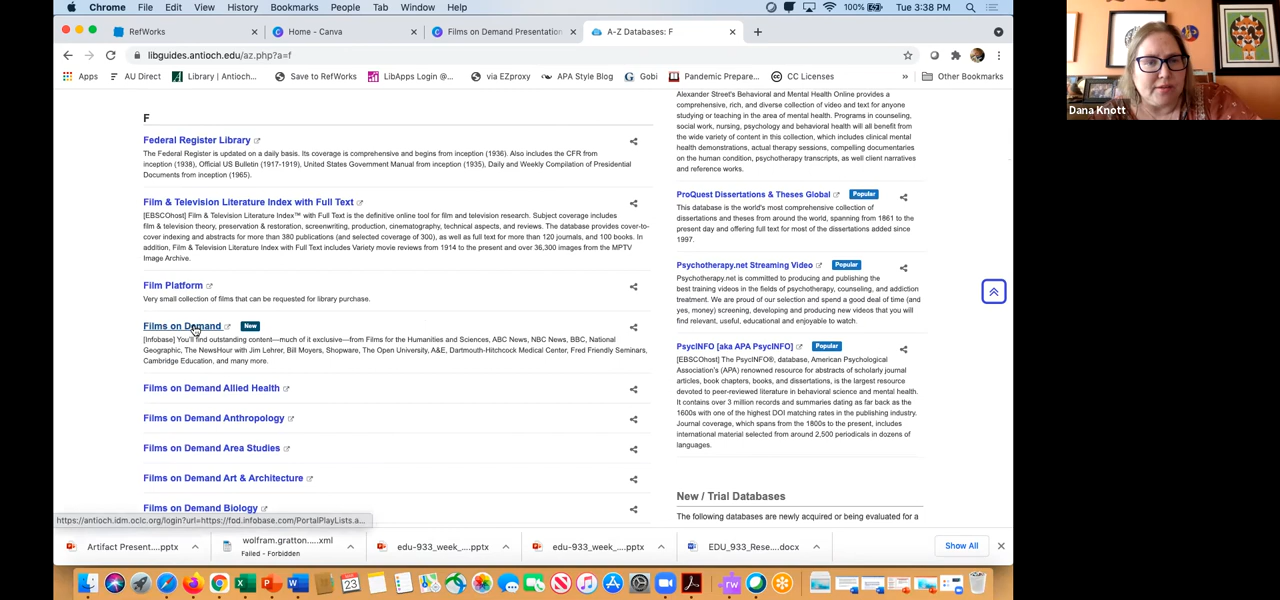 Chrome File Edit View History Bookmarks People Tab Window Help 100% Tue 3:38 PM
RefWorks Home - Canva Films on Demand Presentation A-Z Databases: F
libguides.antioch.edu/az.php?a=f
Apps AU Direct Library | Antioch... Save to RefWorks LibApps Login @... via EZproxy APA Style Blog Gobi Pandemic Prepare... CC Licenses » Other Bookmarks
F
Federal Register Library
The Federal Register is updated on a daily basis. Its coverage is comprehensive and begins from inception (1936). Also includes the CFR from
inception (1938), Official US Bulletin (1917-1919), United States Government Manual from inception (1935), Daily and Weekly Compilation of Presidential
Documents from inception (1965).
Film & Television Literature Index with Full Text
[EBSCOhost] Film & Television Literature Index™ with Full Text is the definitive online tool for film and television research. Subject coverage includes
film & television theory, preservation & restoration, screenwriting, production, cinematography, technical aspects, and reviews. The database provides cover-to-
cover indexing and abstracts for more than 380 publications (and selected coverage of 300), as well as full text for more than 120 journals, and 100 books. In
addition, Film & Television Literature Index with Full Text includes Variety movie reviews from 1914 to the present and over 36,300 images from the MPTV
Image Archive.
Film Platform
Very small collection of films that can be requested for library purchase.
Films on Demand New
[Infobase] You'll find outstanding content—much of it exclusive—from Films for the Humanities and Sciences, ABC News, NBC News, BBC, National
Geographic, The NewsHour with Jim Lehrer, Bill Moyers, Shopware, The Open University, A&E, Dartmouth-Hitchcock Medical Center, Fred Friendly Seminars,
Cambridge Education, and many more.
Films on Demand Allied Health
Films on Demand Anthropology
Films on Demand Area Studies
Films on Demand Art & Architecture
Films on Demand Biology
Alexander Street's Behavioral and Mental Health Online provides a
comprehensive, rich, and diverse collection of video and text for anyone
studying or teaching in the area of mental health. Programs in counseling,
social work, nursing, psychology and behavioral health will all benefit from
the wide variety of content in this collection, which includes clinical mental
health demonstrations, actual therapy sessions, compelling documentaries
on the human condition, psychotherapy transcripts, as well client narratives
and reference works.
ProQuest Dissertations & Theses Global Popular
This database is the world's most comprehensive collection of
dissertations and theses from around the world, spanning from 1861 to the
present day and offering full text for most of the dissertations added since
1997.
Psychotherapy.net Streaming Video Popular
Psychotherapy.net is committed to producing and publishing the
best training videos in the fields of psychotherapy, counseling, and addiction
treatment. We are proud of our selection and spend a good deal of time (and
yes, money) screening, developing and producing new videos that we know you will
find relevant, useful, educational and enjoyable to watch?
PsycINFO [aka APA PsycINFO] Popular
[EBSCOhost] The PsycINFO®, database, American Psychological
Association's (APA) renowned resource for abstracts of scholarly journal
articles, book chapters, books, and dissertations, is the largest resource
devoted to peer-reviewed literature in behavioral science and mental health.
It contains over 3 million records and summaries dating as far back as the
1600s with one of the highest DOI matching rates in the publishing industry.
Journal coverage, which spans from the 1800s to the present, includes
international material selected from around 2,500 periodicals in dozens of
languages.
New / Trial Databases
The following databases are newly acquired or being evaluated for a
https://antioch.idm.oclc.org/login?url=https://fod.infobase.com/PortalPlayLists.a...
Artifact Present....pptx wolfram.gratton.....xml edu-933_week_....pptx edu-933_week_....pptx EDU_933_Rese....docx Show All
Failed - Forbidden
Dana Knott